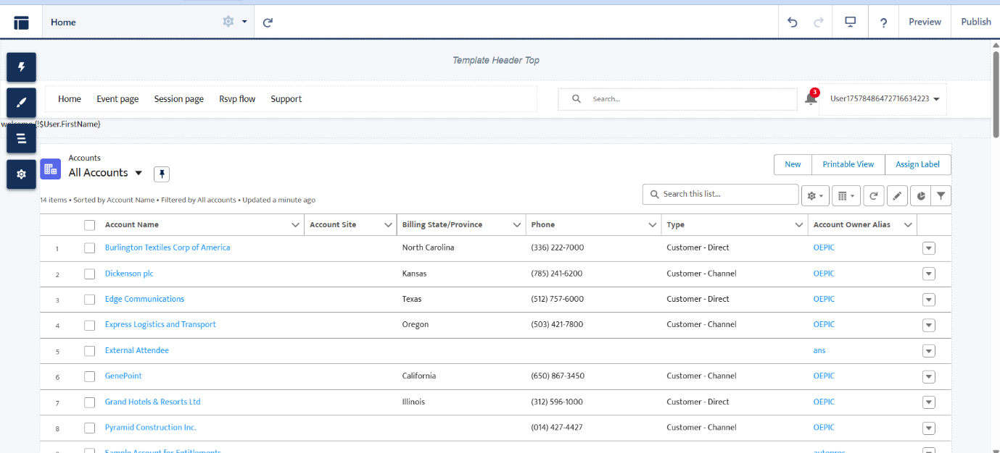 Home
?
Preview
Publish
Template Header Top
Home
Event page
Session page
Rsvp flow
Support
Search...
3
User17578486472716634223
{!$User.FirstName}
Accounts
All Accounts
New
Printable View
Assign Label
14 items • Sorted by Account Name • Filtered by All accounts • Updated a minute ago
Search this list...
Account Name
Account Site
Billing State/Province
Phone
Type
Account Owner Alias
1 Burlington Textiles Corp of America North Carolina (336) 222-7000 Customer - Direct OEPIC
2 Dickenson plc Kansas (785) 241-6200 Customer - Channel OEPIC
3 Edge Communications Texas (512) 757-6000 Customer - Direct OEPIC
4 Express Logistics and Transport Oregon (503) 421-7800 Customer - Channel OEPIC
5 External Attendee ans
6 GenePoint California (650) 867-3450 Customer - Channel OEPIC
7 Grand Hotels & Resorts Ltd Illinois (312) 596-1000 Customer - Direct OEPIC
8 Pyramid Construction Inc. (014) 427-4427 Customer - Channel OEPIC
Sample Account for Entitlements autoproc